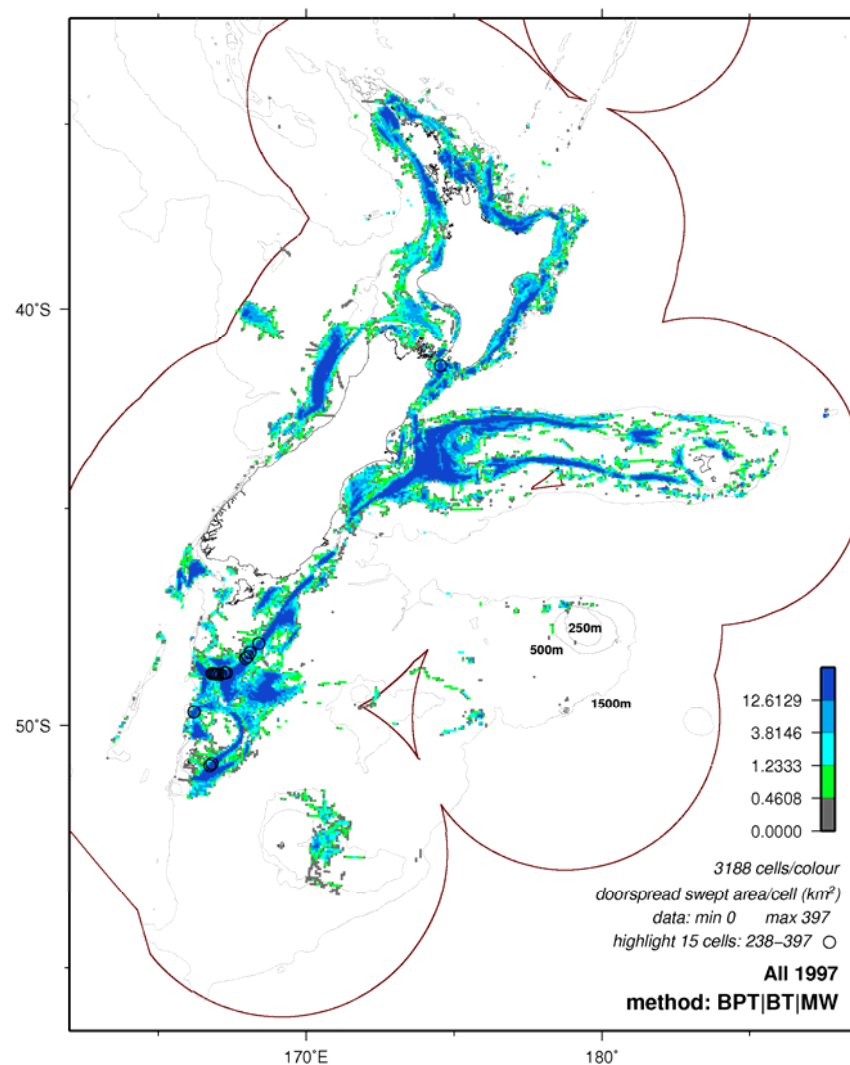 40°S
250m
500m
1500m
50°S
12.6129
3.8146
1.2333
0.4608
0.0000
3188 cells/colour
doorspread swept area/cell (km²)
data: min 0 max 397
highlight 15 cells: 238–397
All 1997
method: BPT|BT|MW
170°E
180°